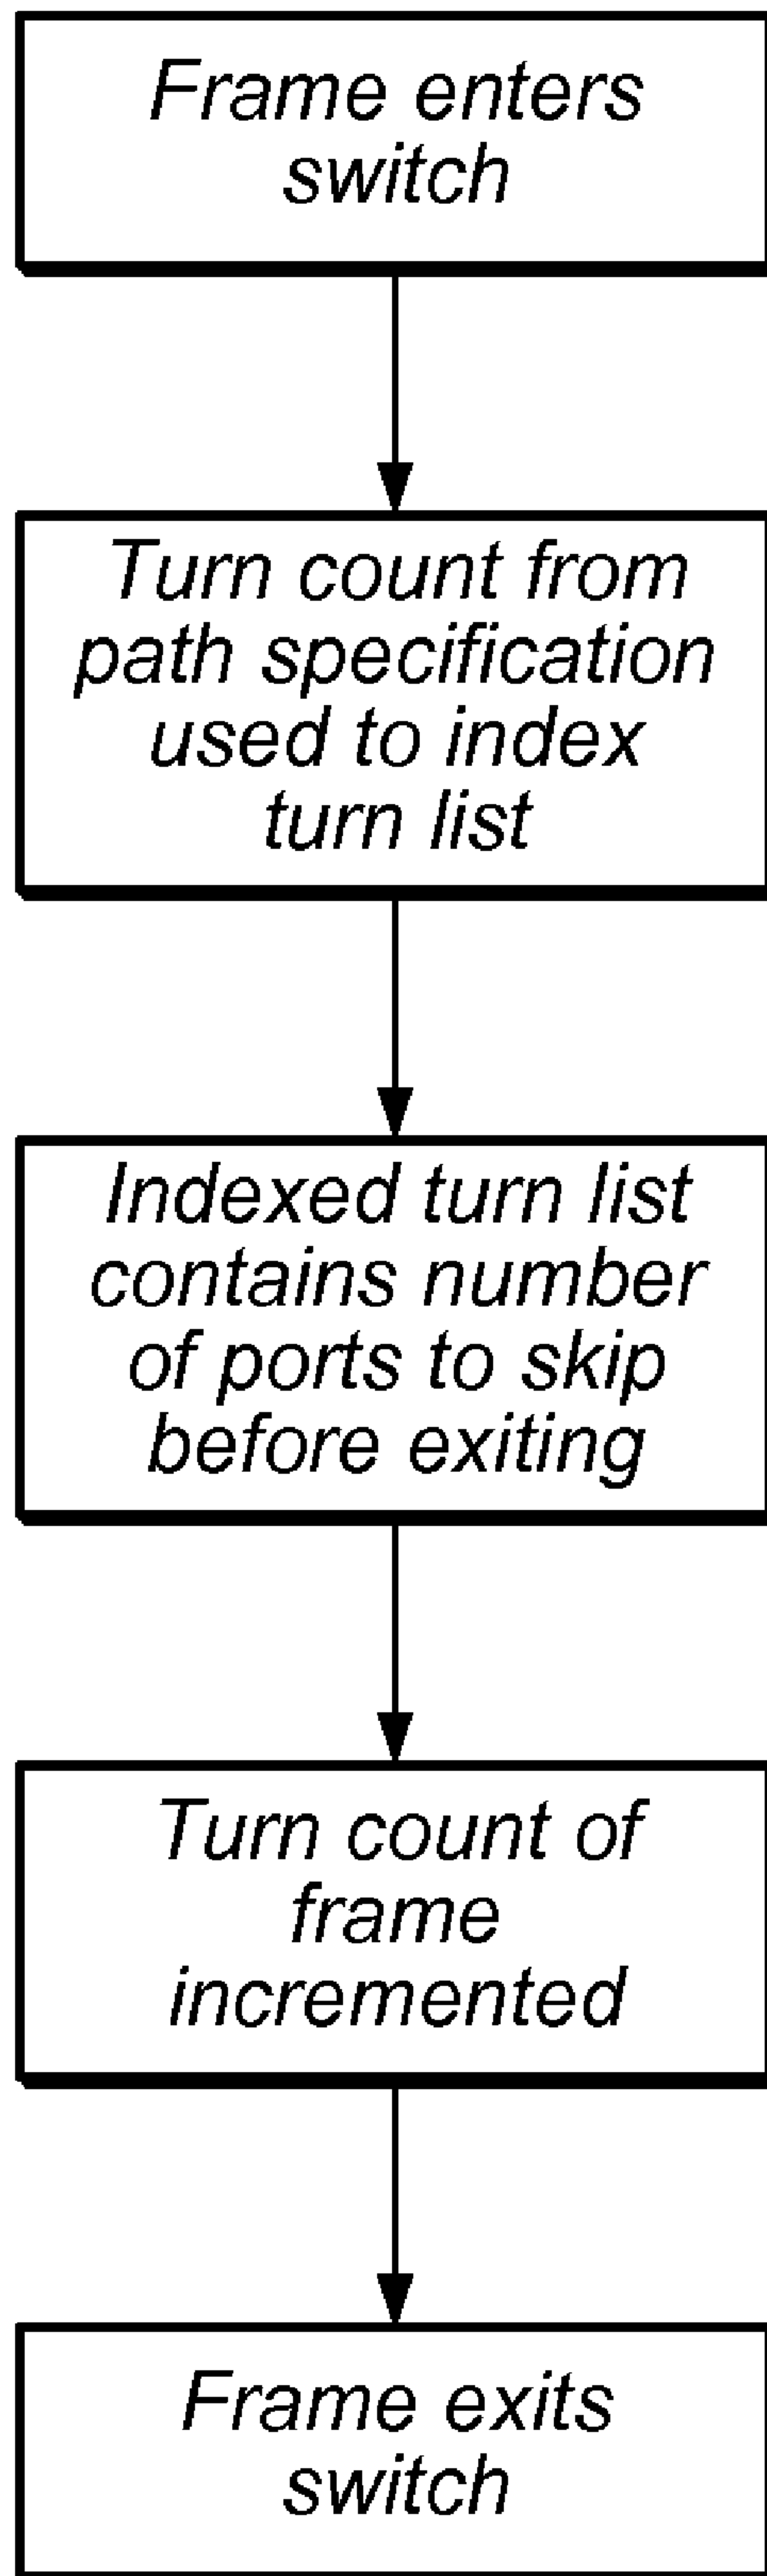 Frame enters
switch
Turn count from
path specification
used to index
turn list
Indexed turn list
contains number
of ports to skip
before exiting
Turn count of
frame
incremented
Frame exits
switch